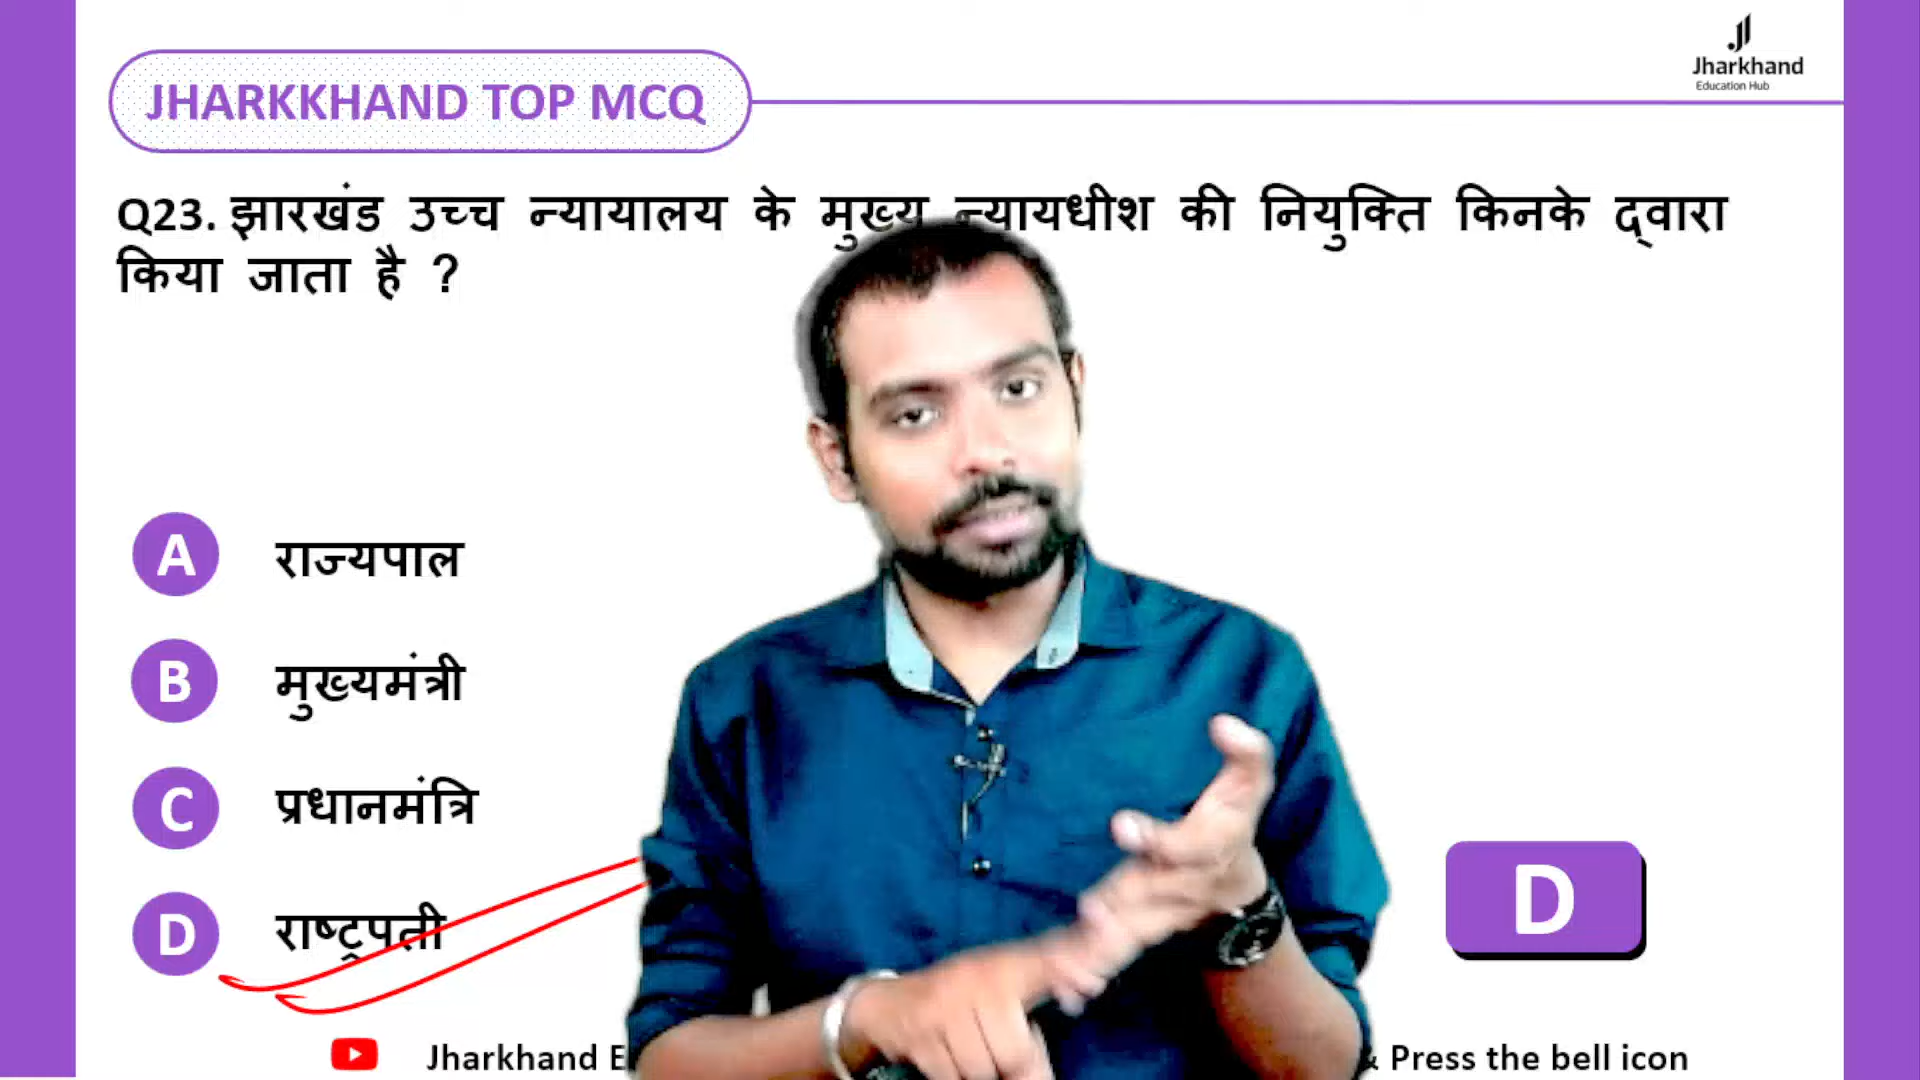 Jharkhand
Education Hub
JHARKKHAND TOP MCQ
Q23. झारखंड उच्च न्यायालय के मुख्य न्यायधीश की नियुक्ति किनके द्वारा
किया जाता है ?
A राज्यपाल
B मुख्यमंत्री
C प्रधानमंत्रि
D राष्ट्रपती
D
Jharkhand & Press the bell icon